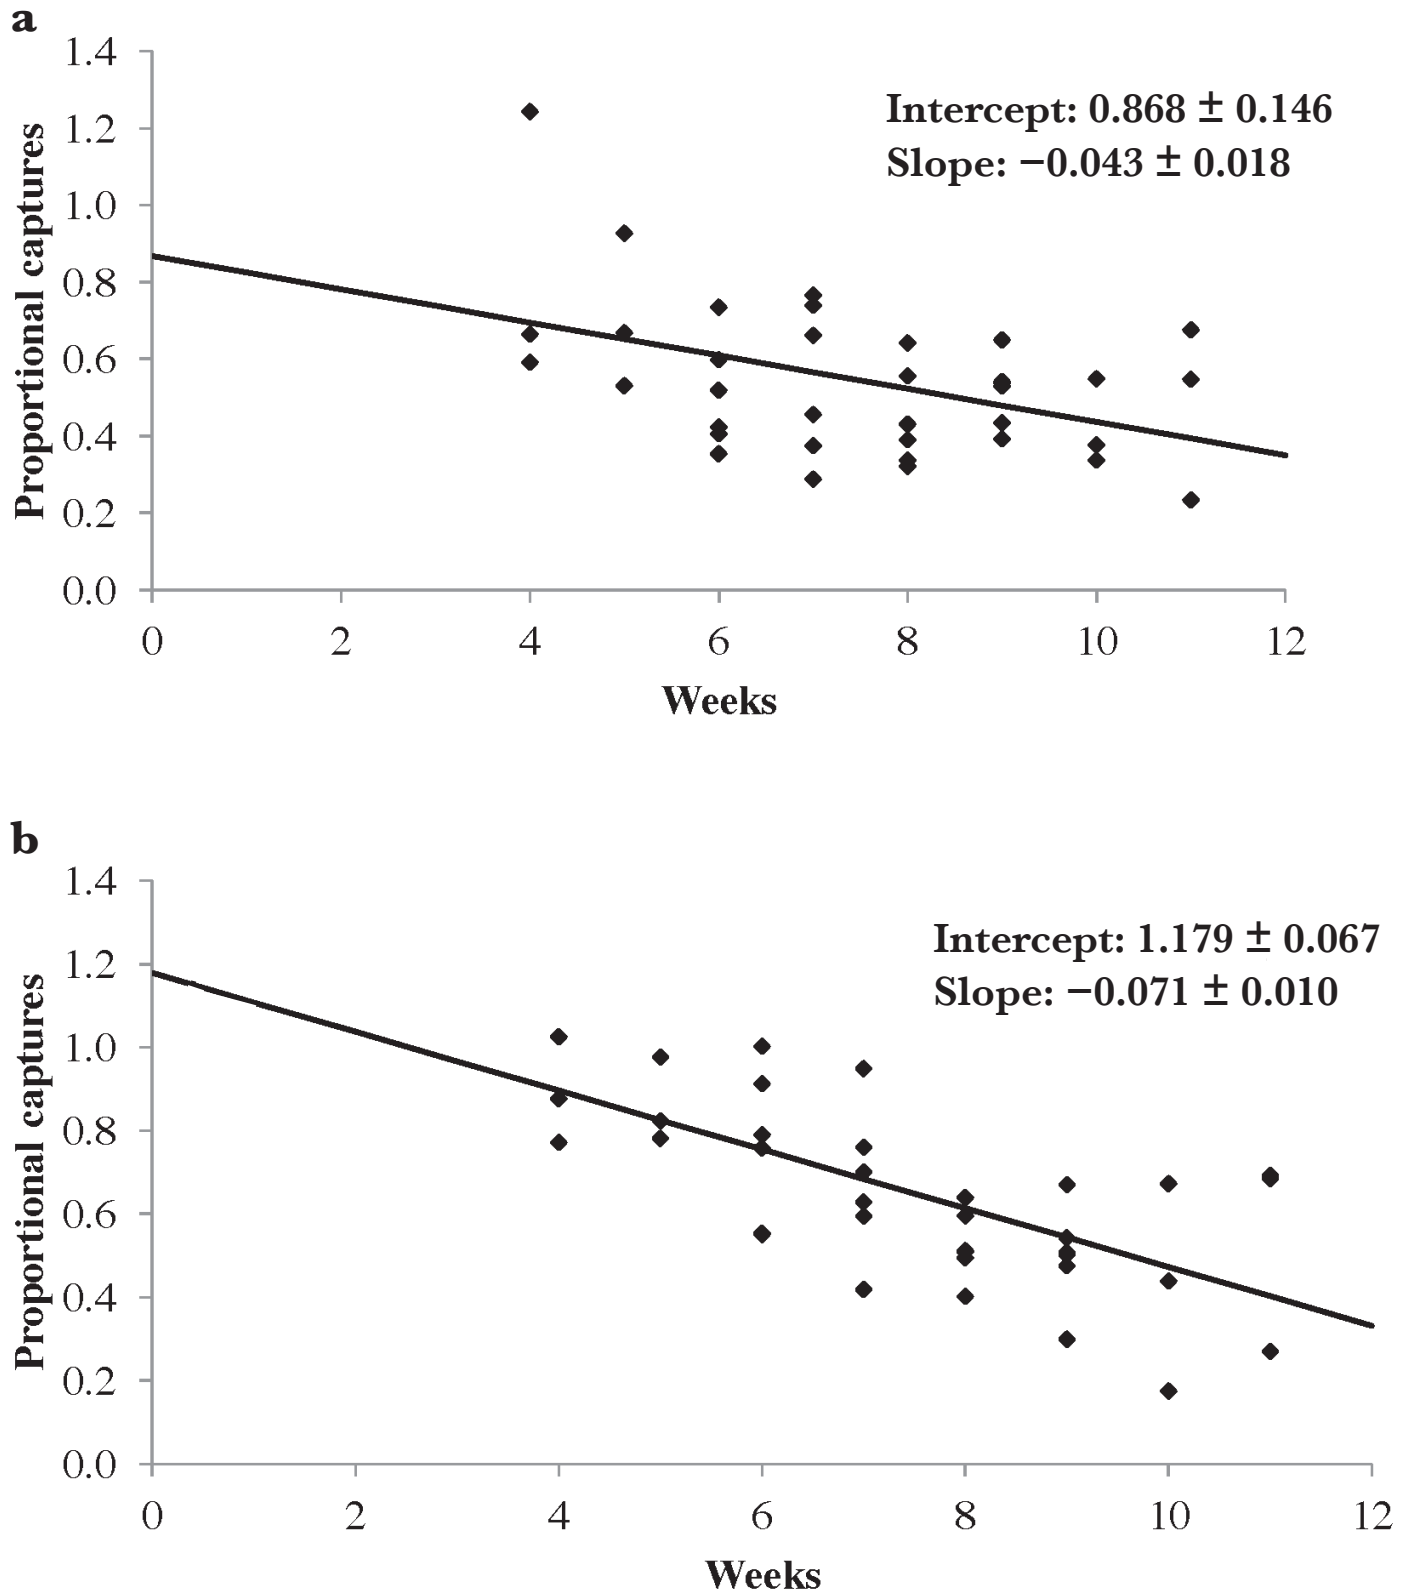 a
1.4
1.2
1.0
0.8
0.6
0.4
0.2
0.0
Proportional captures
Intercept: 0.868 ± 0.146
Slope: −0.043 ± 0.018
0 2 4 6 8 10 12
Weeks
b
1.4
1.2
1.0
0.8
0.6
0.4
0.2
0.0
Proportional captures
Intercept: 1.179 ± 0.067
Slope: −0.071 ± 0.010
0 2 4 6 8 10 12
Weeks